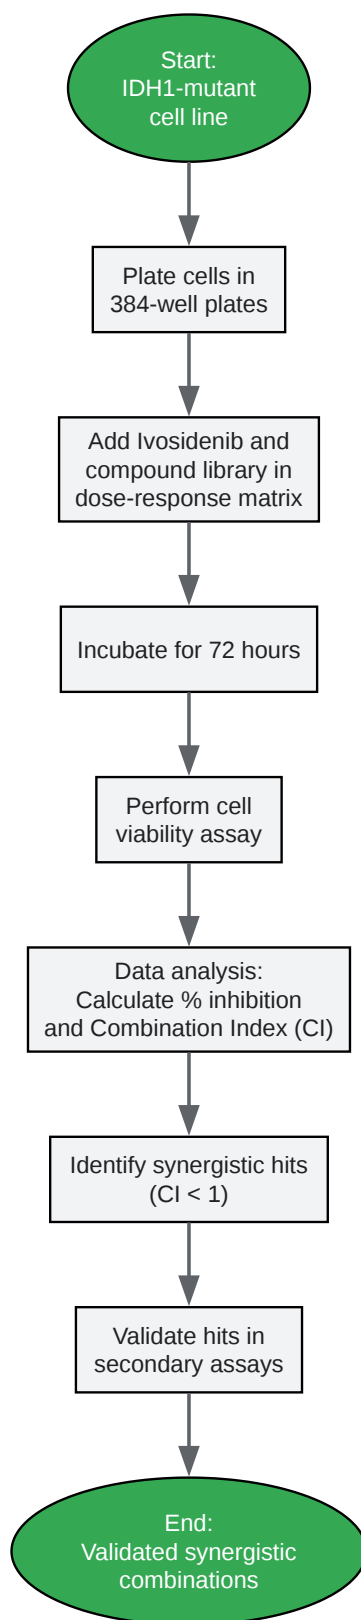 Start:
IDH1-mutant
cell line
Plate cells in
384-well plates
Add Ivosidenib and
compound library in
dose-response matrix
Incubate for 72 hours
Perform cell
viability assay
Data analysis:
Calculate % inhibition
and Combination Index (CI)
Identify synergistic hits
(CI < 1)
Validate hits in
secondary assays
End:
Validated synergistic
combinations